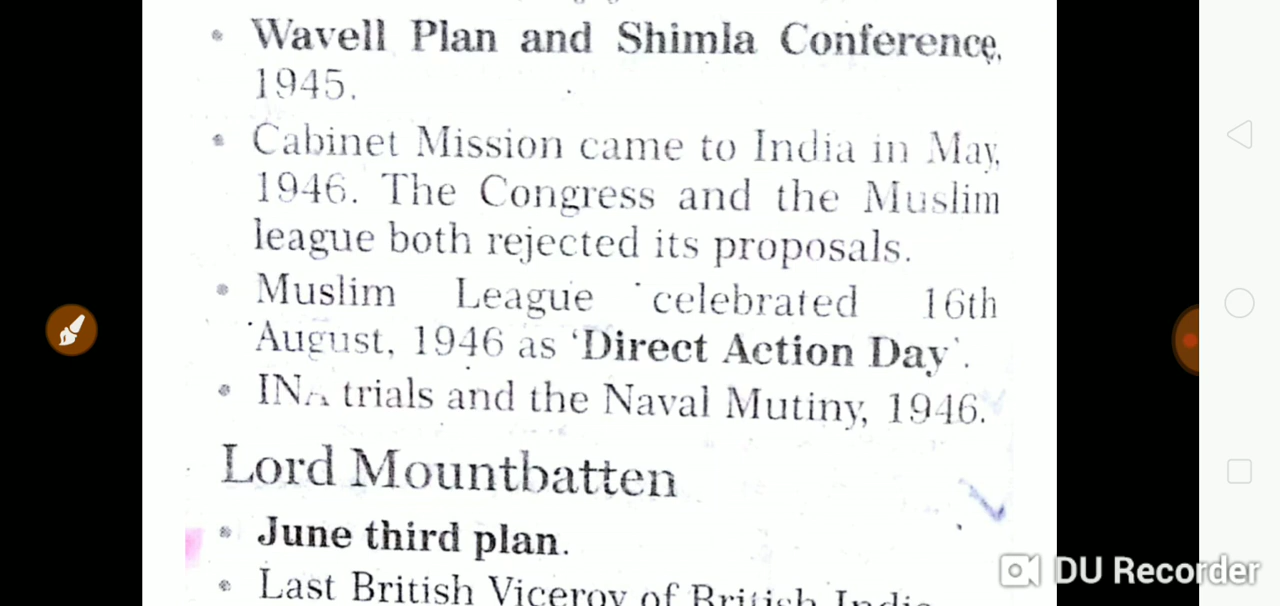 • Wavell Plan and Shimla Conference,
1945.
• Cabinet Mission came to India in May,
1946. The Congress and the Muslim
league both rejected its proposals.
• Muslim League celebrated 16th
August, 1946 as ‘Direct Action Day’.
• INA trials and the Naval Mutiny, 1946.
Lord Mountbatten
• June third plan.
• Last British Viceroy of British India
DU Recorder